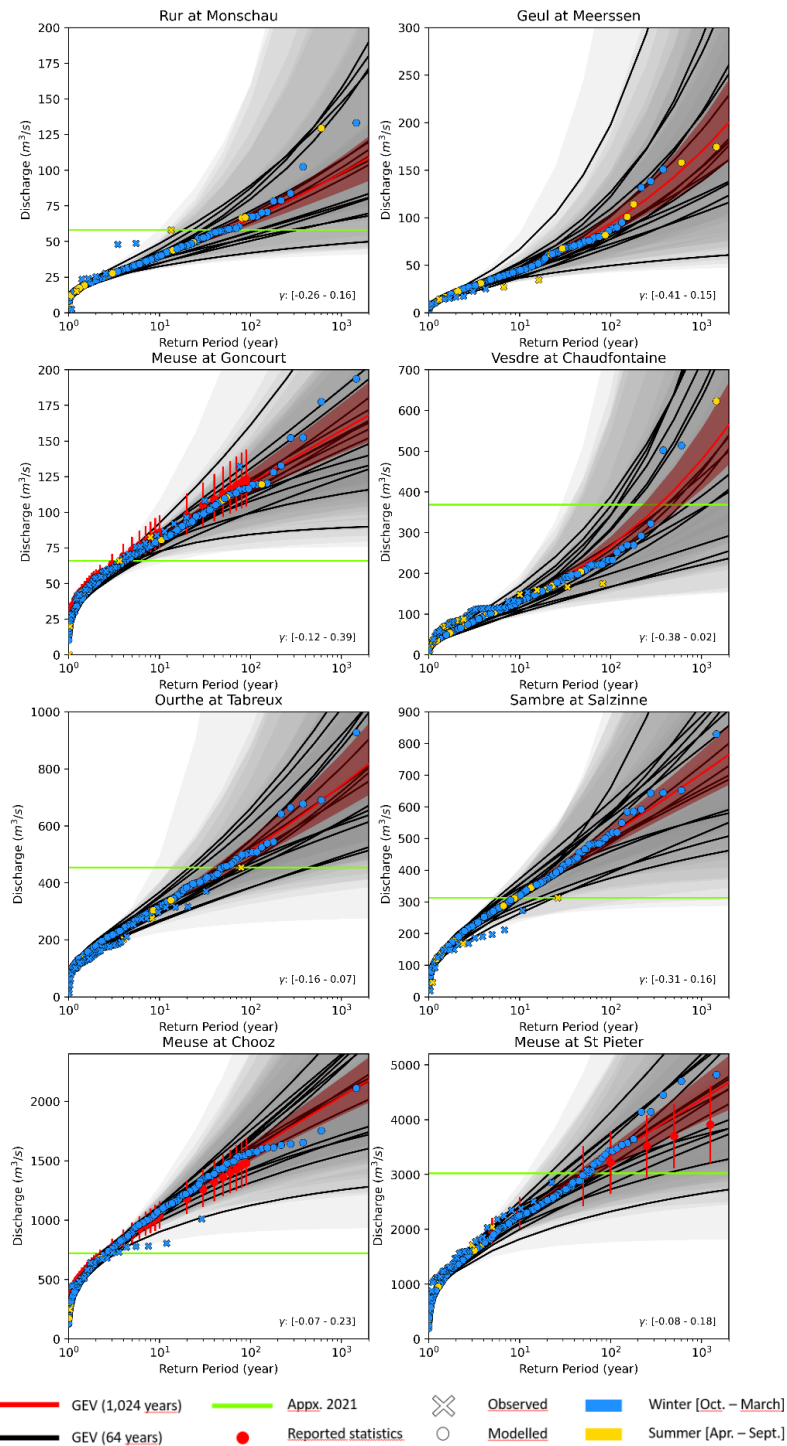 Rur at Monschau
Geul at Meerssen
Discharge (m³/s)
200
175
150
125
100
75
50
25
0
10⁰
10¹
10²
10³
Return Period (year)
γ: [-0.26 - 0.16]
Discharge (m³/s)
300
250
200
150
100
50
0
10⁰
10¹
10²
10³
Return Period (year)
γ: [-0.41 - 0.15]
Meuse at Goncourt
Vesdre at Chaudfontaine
Discharge (m³/s)
200
175
150
125
100
75
50
25
0
10⁰
10¹
10²
10³
Return Period (year)
γ: [-0.12 - 0.39]
Discharge (m³/s)
700
600
500
400
300
200
100
0
10⁰
10¹
10²
10³
Return Period (year)
γ: [-0.38 - 0.02]
Ourthe at Tabreux
Sambre at Salzinne
Discharge (m³/s)
1000
800
600
400
200
0
10⁰
10¹
10²
10³
Return Period (year)
γ: [-0.16 - 0.07]
Discharge (m³/s)
900
800
700
600
500
400
300
200
100
0
10⁰
10¹
10²
10³
Return Period (year)
γ: [-0.31 - 0.16]
Meuse at Chooz
Meuse at St Pieter
Discharge (m³/s)
2000
1500
1000
500
0
10⁰
10¹
10²
10³
Return Period (year)
γ: [-0.07 - 0.23]
Discharge (m³/s)
5000
4000
3000
2000
1000
0
10⁰
10¹
10²
10³
Return Period (year)
γ: [-0.08 - 0.18]
GEV (1,024 years)
Appx. 2021
Observed
Winter [Oct. – March]
GEV (64 years)
Reported statistics
Modelled
Summer [Apr. – Sept.]